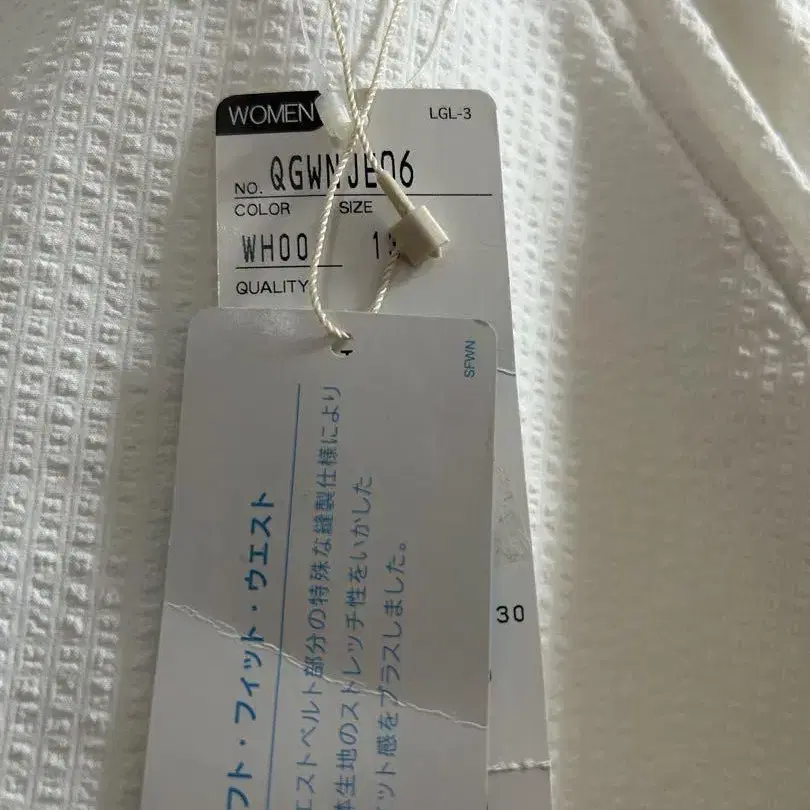 WOMEN
LGL-3
NO. QGWNJE06
COLOR SIZE
WH00
QUALITY
SFWN
フト・フィット・ウエスト
エストベルト部分の特殊な縫製仕様により
体生地のストレッチ性をいかした
ット感をプラスしました。
30